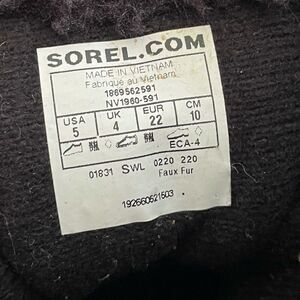 SOREL.COM
MADE IN VIETNAM
Fabriqué au Vietnam
1869562591
NV1960-591
USA UK EUR CM
5 4 22 10
ECA-4
01831 SWL 0220 220
Faux Fur
192660521603